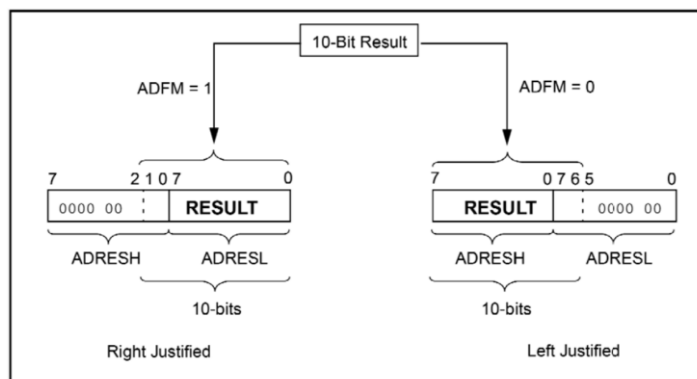 10-Bit Result
ADFM = 1
ADFM = 0
7 2 1 0 7 0
7 0 7 6 5 0
0000 00 RESULT
RESULT 0000 00
ADRESH ADRESL
ADRESH ADRESL
10-bits
10-bits
Right Justified
Left Justified